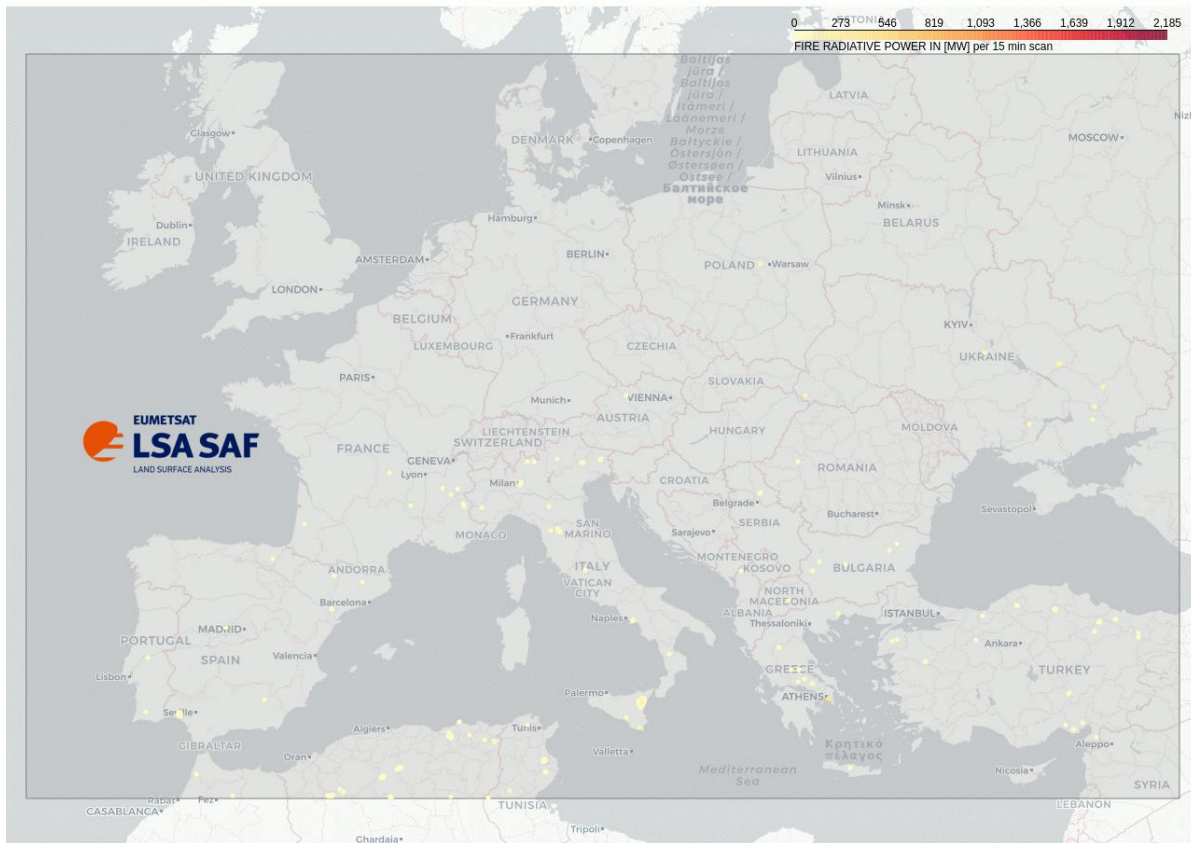 ESTONIA
0 273 546 819 1,093 1,366 1,639 1,912 2,185
FIRE RADIATIVE POWER IN [MW] per 15 min scan
Baltijas
jūra /
Baltijos
jūra /
Itämeri /
Läänemeri /
Morze
Bałtyckie /
Östersjön /
Østersøen /
Ostsee /
Балтийское
море
LATVIA
Glasgow
DENMARK
Copenhagen
MOSCOW
LITHUANIA
UNITED KINGDOM
Vilnius
Minsk
Hamburg
Dublin
BELARUS
IRELAND
AMSTERDAM
BERLIN
POLAND
Warsaw
LONDON
GERMANY
BELGIUM
KYIV
Frankfurt
LUXEMBOURG
CZECHIA
UKRAINE
PARIS
SLOVAKIA
Munich
VIENNA
AUSTRIA
EUMETSAT
LSA SAF
LAND SURFACE ANALYSIS
LIECHTENSTEIN
SWITZERLAND
HUNGARY
MOLDOVA
FRANCE
GENEVA
Lyon
ROMANIA
Milan
CROATIA
Belgrade
Bucharest
Sevastopol
SAN
MARINO
SERBIA
MONACO
Sarajevo
MONTENEGRO
KOSOVO
ITALY
BULGARIA
ANDORRA
VATICAN
CITY
NORTH
MACEDONIA
Barcelona
ALBANIA
ISTANBUL
Naples
Thessaloniki
MADRID
PORTUGAL
Ankara
SPAIN
Valencia
GREECE
TURKEY
Lisbon
Palermo
ATHENS
Seville
Algiers
Tunis
GIBRALTAR
Valletta
Κρητικό
πέλαγος
Aleppo
Oran
Mediterranean
Sea
Nicosia
SYRIA
Rabat
Fez
CASABLANCA
TUNISIA
LEBANON
Tripoli
Ghardaia